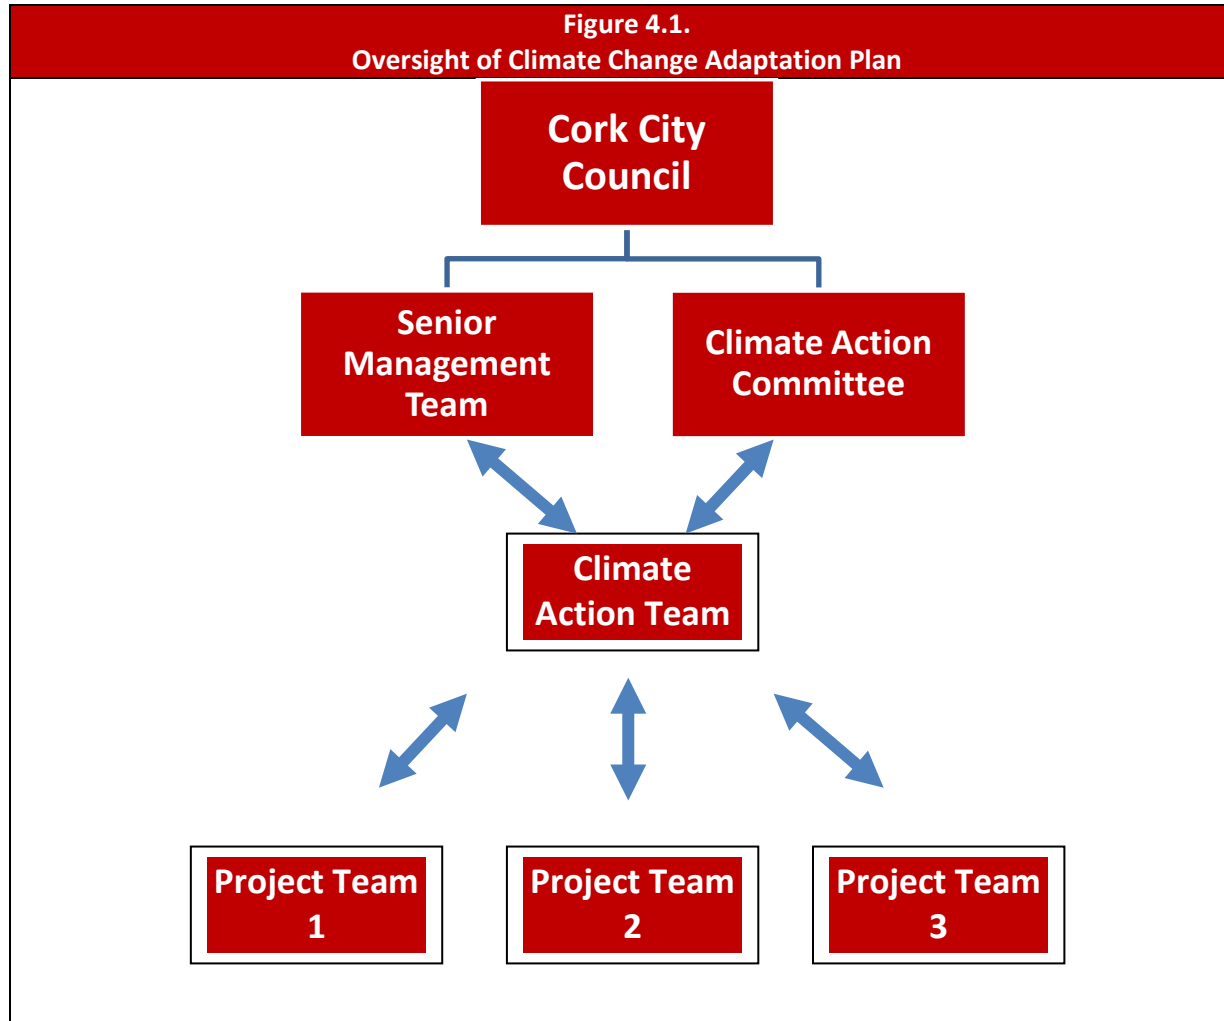 Figure 4.1.
Oversight of Climate Change Adaptation Plan
Cork City
Council
Senior
Management
Team
Climate Action
Committee
Climate
Action Team
Project Team
1
Project Team
2
Project Team
3